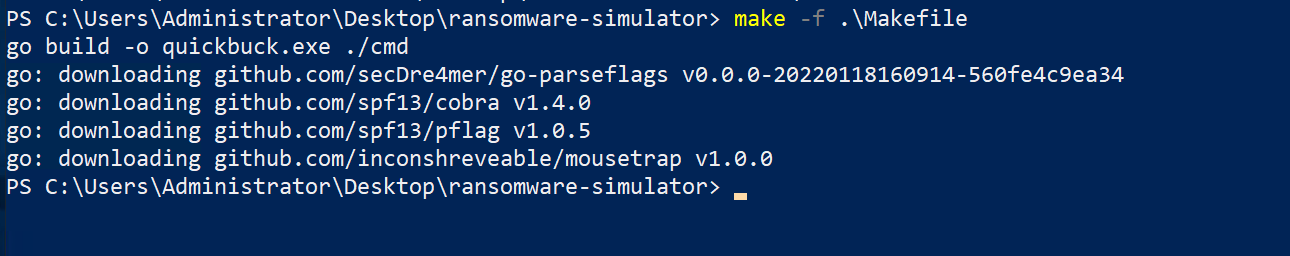 PS C:\Users\Administrator\Desktop\ransomware-simulator> make -f .\Makefile
go build -o quickbuck.exe ./cmd
go: downloading github.com/secDre4mer/go-parseflags v0.0.0-20220118160914-560fe4c9ea34
go: downloading github.com/spf13/cobra v1.4.0
go: downloading github.com/spf13/pflag v1.0.5
go: downloading github.com/inconshreveable/mousetrap v1.0.0
PS C:\Users\Administrator\Desktop\ransomware-simulator>